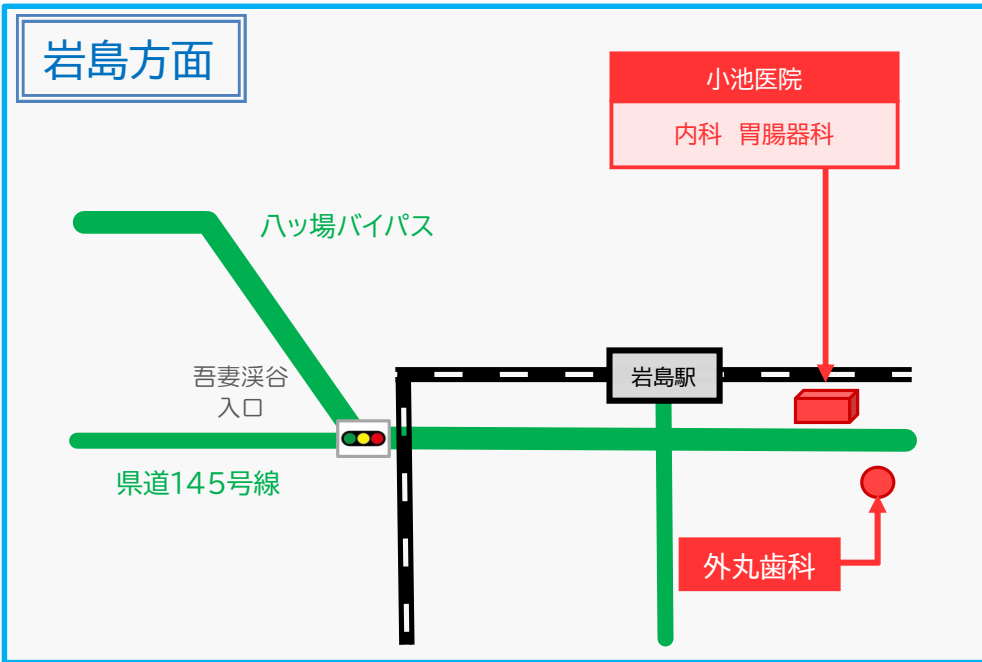 岩島方面
小池医院
内科 胃腸器科
八ッ場バイパス
岩島駅
吾妻渓谷
入口
県道145号線
外丸歯科